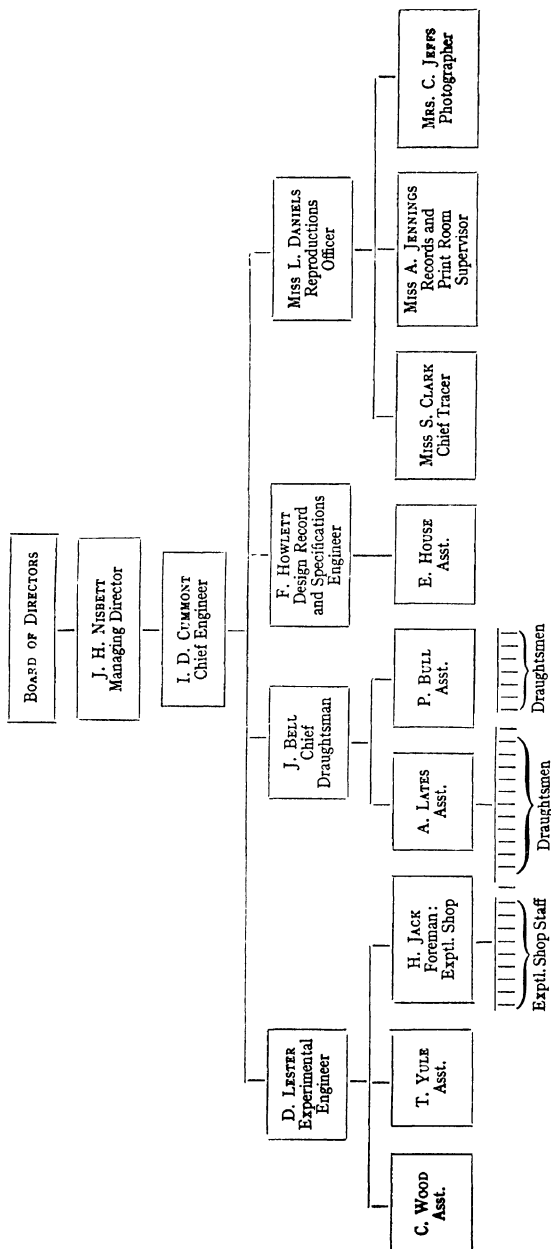 BOARD OF DIRECTORS
J. H. NISBETT
Managing Director
I. D. CUMMONT
Chief Engineer
D. LESTER
Experimental
Engineer
J. BELL
Chief
Draughtsman
F. HOWLETT
Design Record
and Specifications
Engineer
MISS L. DANIELS
Reproductions
Officer
C. WOOD
Asst.
T. YULE
Asst.
H. JACK
Foreman:
Exptl. Shop
A. LATES
Asst.
P. BULL
Asst.
E. HOUSE
Asst.
MISS S. CLARK
Chief Tracer
MISS A. JENNINGS
Records and
Print Room
Supervisor
MRS. C. JEFFS
Photographer
Exptl. Shop Staff
Draughtsmen
Draughtsmen